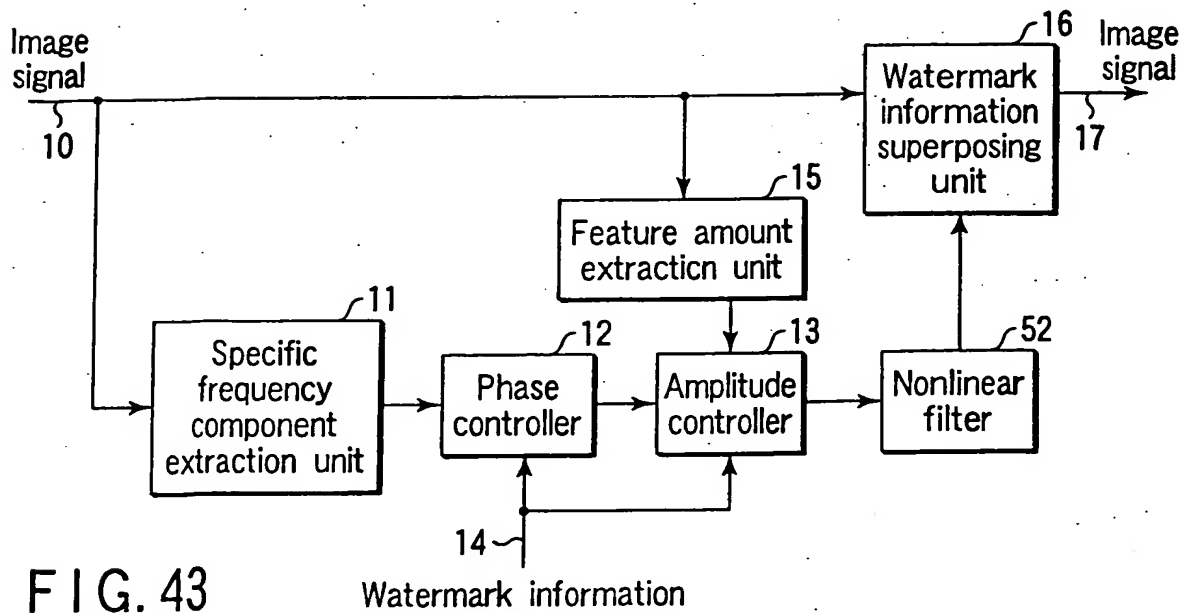 Image
signal
10
16
Watermark
information
superposing
unit
Image
signal
17
15
Feature amount
extraction unit
11
Specific
frequency
component
extraction unit
12
Phase
controller
13
Amplitude
controller
52
Nonlinear
filter
14
Watermark information
FIG. 43